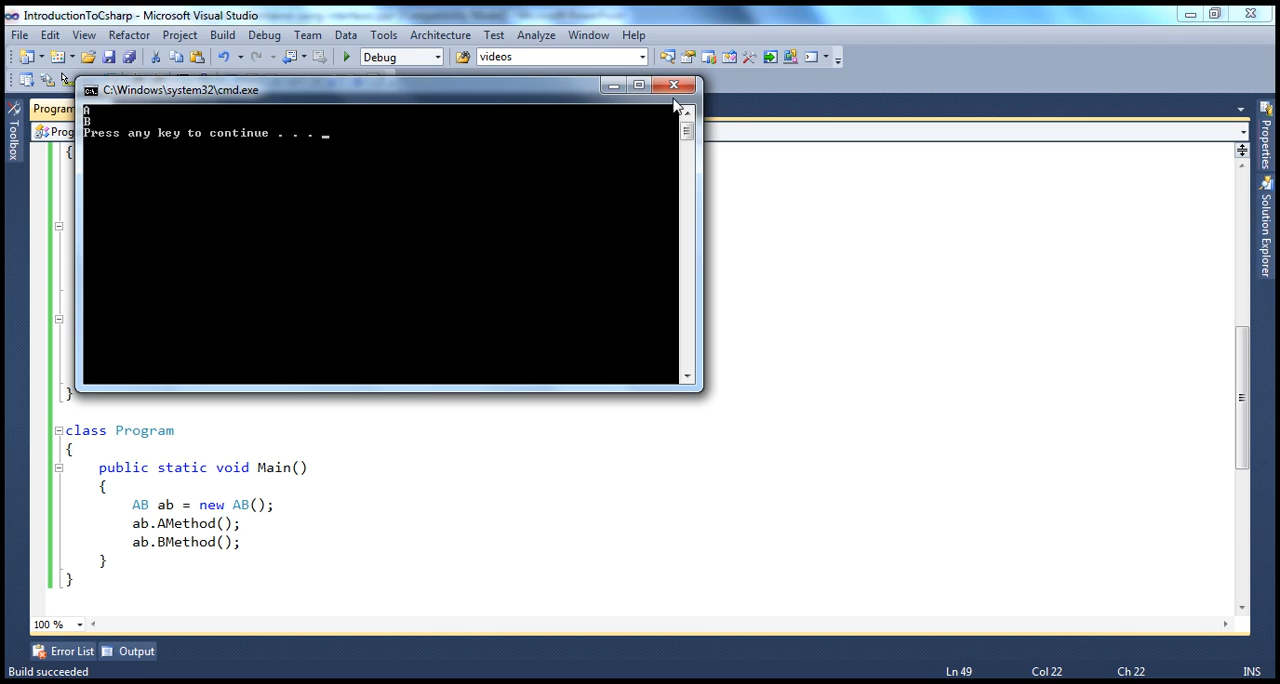 IntroductionToCsharp - Microsoft Visual Studio
File Edit View Refactor Project Build Debug Team Data Tools Architecture Test Analyze Window Help
Debug videos
C:\Windows\system32\cmd.exe
A
B
Press any key to continue . . . _
Toolbox
Program
Prog
Properties
Solution Explorer
{
}
class Program
{
public static void Main()
{
AB ab = new AB();
ab.AMethod();
ab.BMethod();
}
}
100 %
Error List Output
Build succeeded Ln 49 Col 22 Ch 22 INS